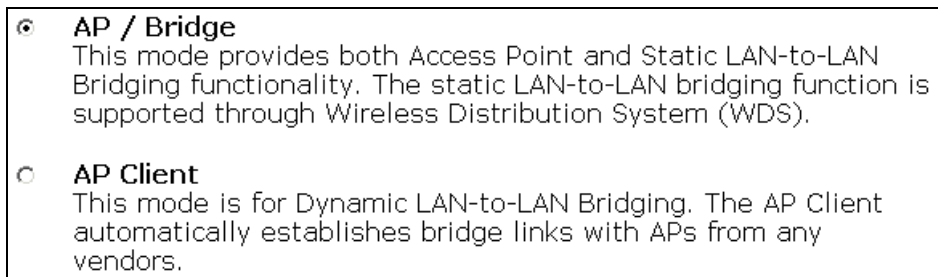 AP / Bridge
This mode provides both Access Point and Static LAN-to-LAN
Bridging functionality. The static LAN-to-LAN bridging function is
supported through Wireless Distribution System (WDS).
AP Client
This mode is for Dynamic LAN-to-LAN Bridging. The AP Client
automatically establishes bridge links with APs from any
vendors.